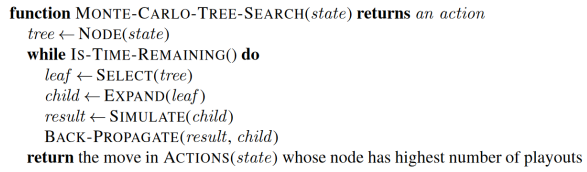 function MONTE-CARLO-TREE-SEARCH(state) returns an action
tree ← NODE(state)
while IS-TIME-REMAINING() do
leaf ← SELECT(tree)
child ← EXPAND(leaf)
result ← SIMULATE(child)
BACK-PROPAGATE(result, child)
return the move in ACTIONS(state) whose node has highest number of playouts